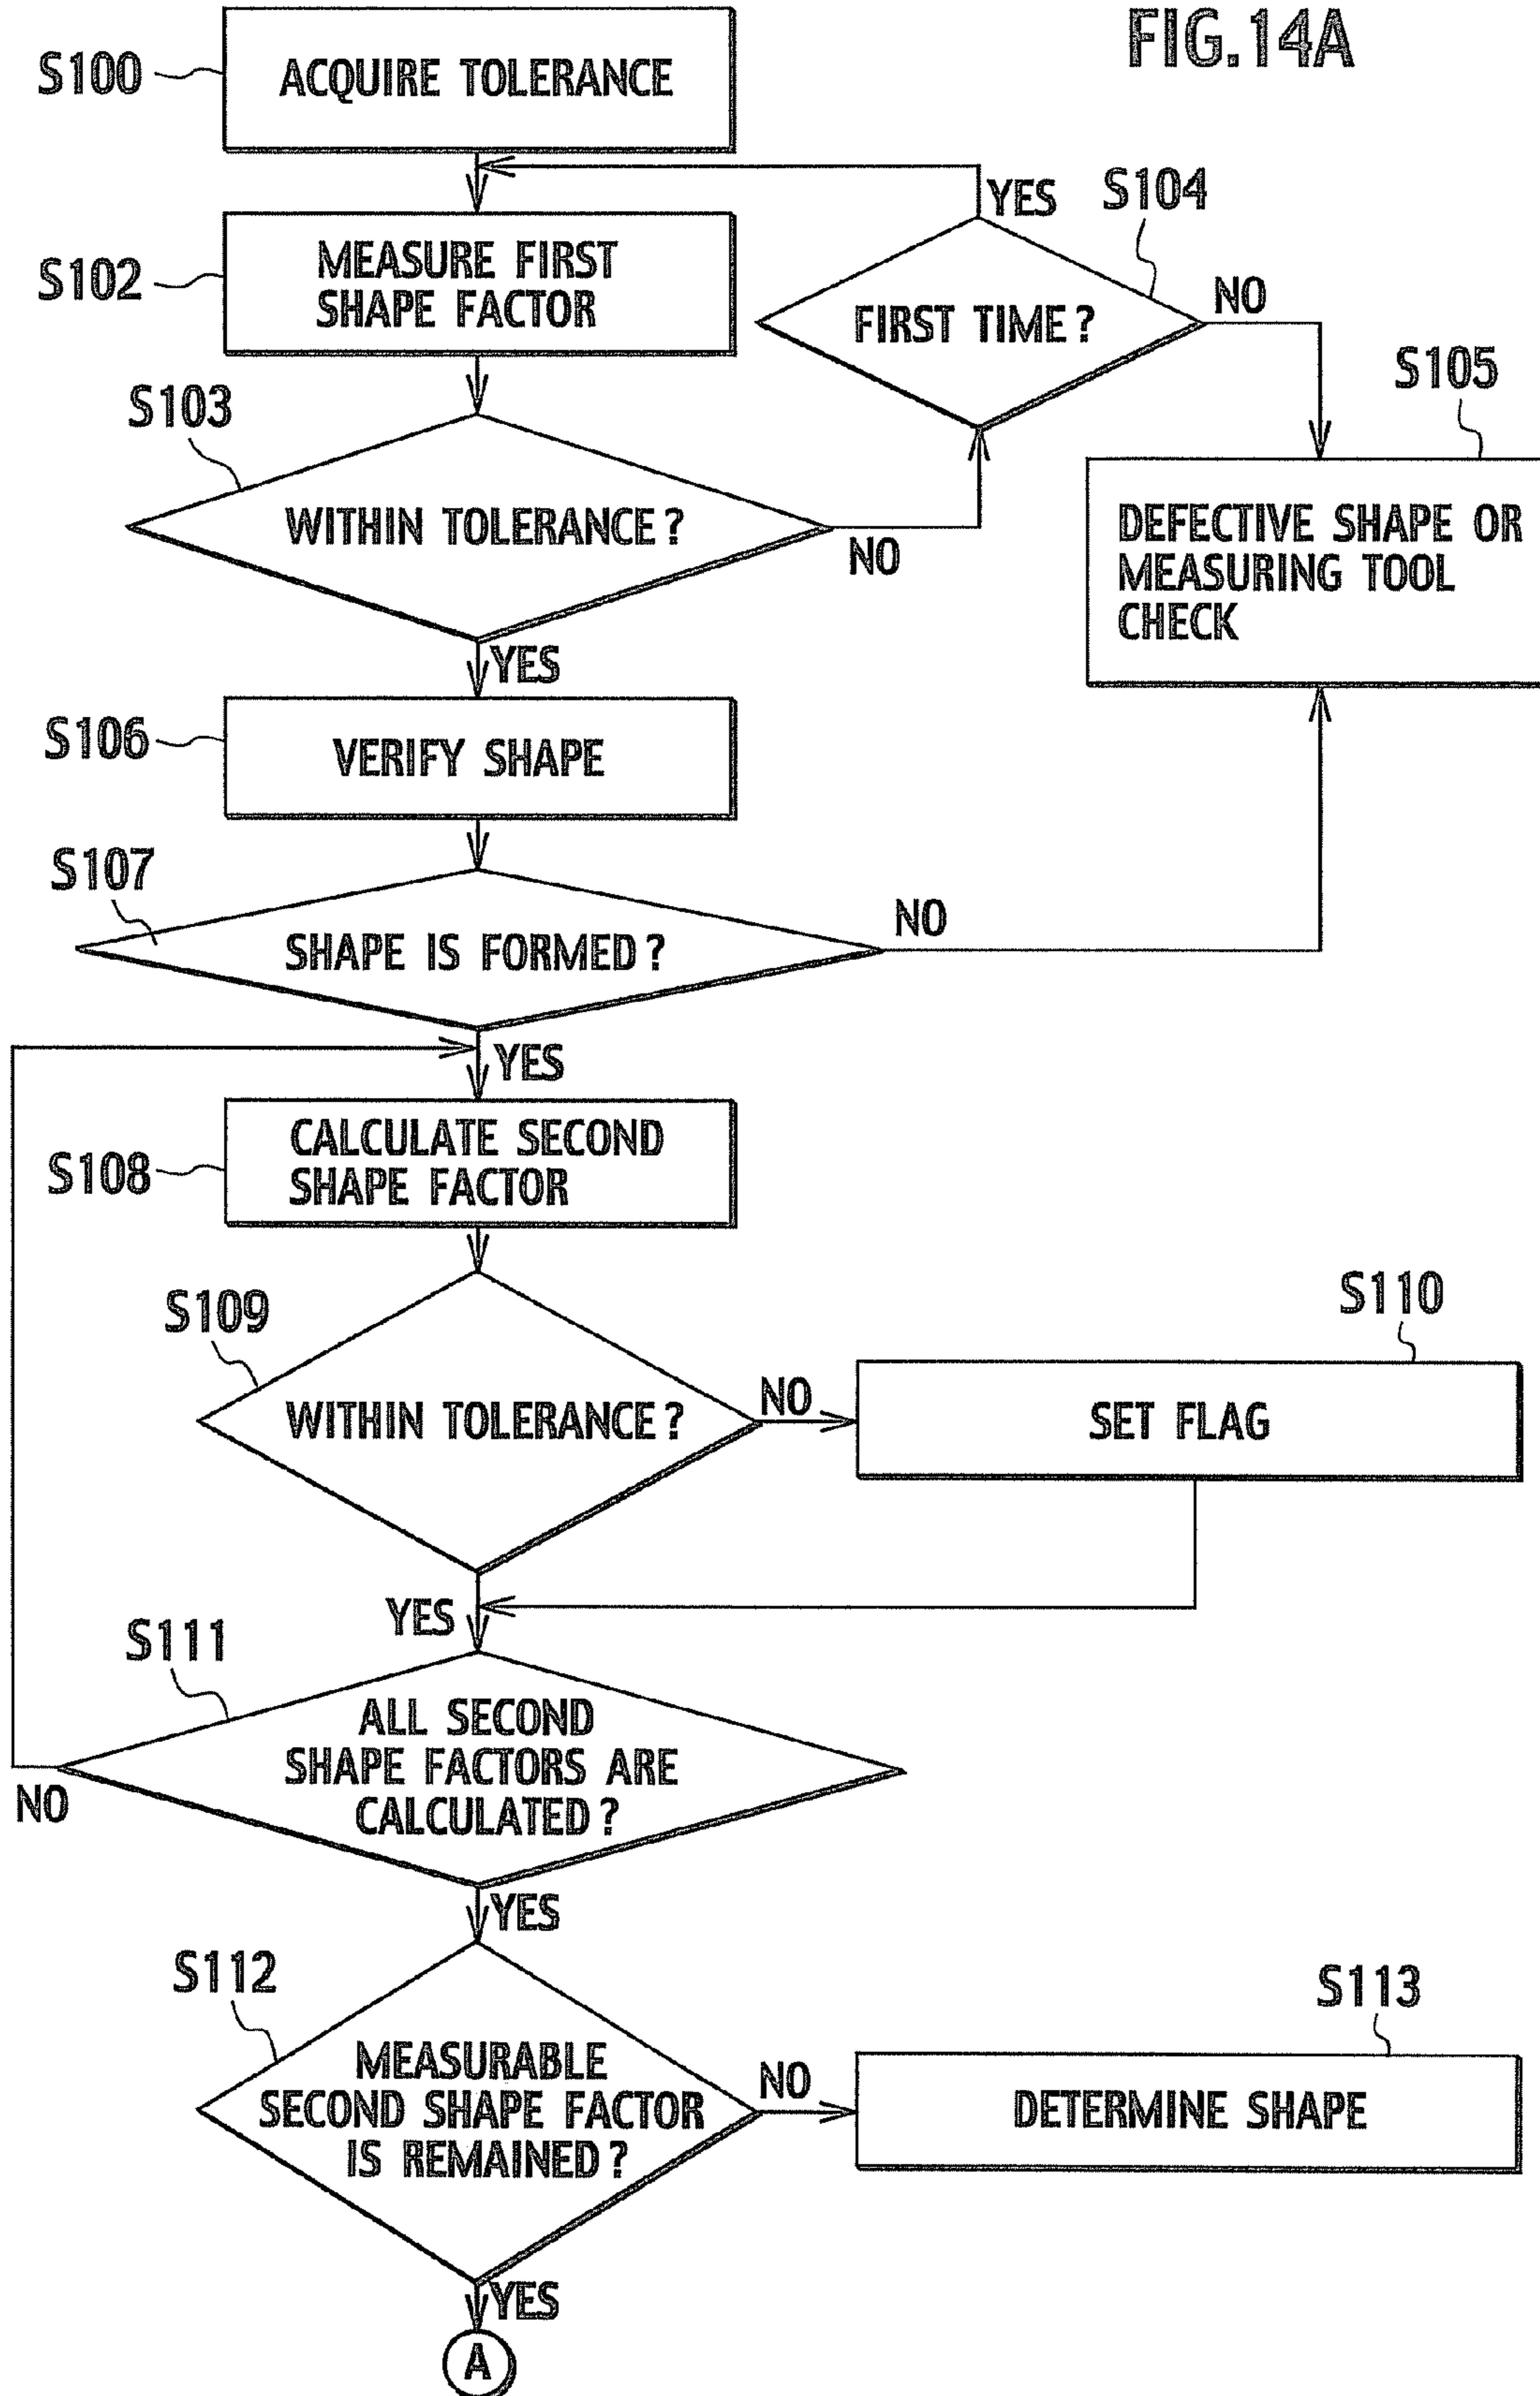 FIG.14A
S100
ACQUIRE TOLERANCE
YES
S104
S102
MEASURE FIRST
SHAPE FACTOR
FIRST TIME?
NO
S103
S105
WITHIN TOLERANCE?
NO
DEFECTIVE SHAPE OR
MEASURING TOOL
CHECK
YES
S106
VERIFY SHAPE
S107
SHAPE IS FORMED?
NO
YES
S108
CALCULATE SECOND
SHAPE FACTOR
S109
S110
WITHIN TOLERANCE?
NO
SET FLAG
YES
S111
ALL SECOND
SHAPE FACTORS ARE
CALCULATED?
NO
YES
S112
S113
MEASURABLE
SECOND SHAPE FACTOR
IS REMAINED?
NO
DETERMINE SHAPE
YES
A